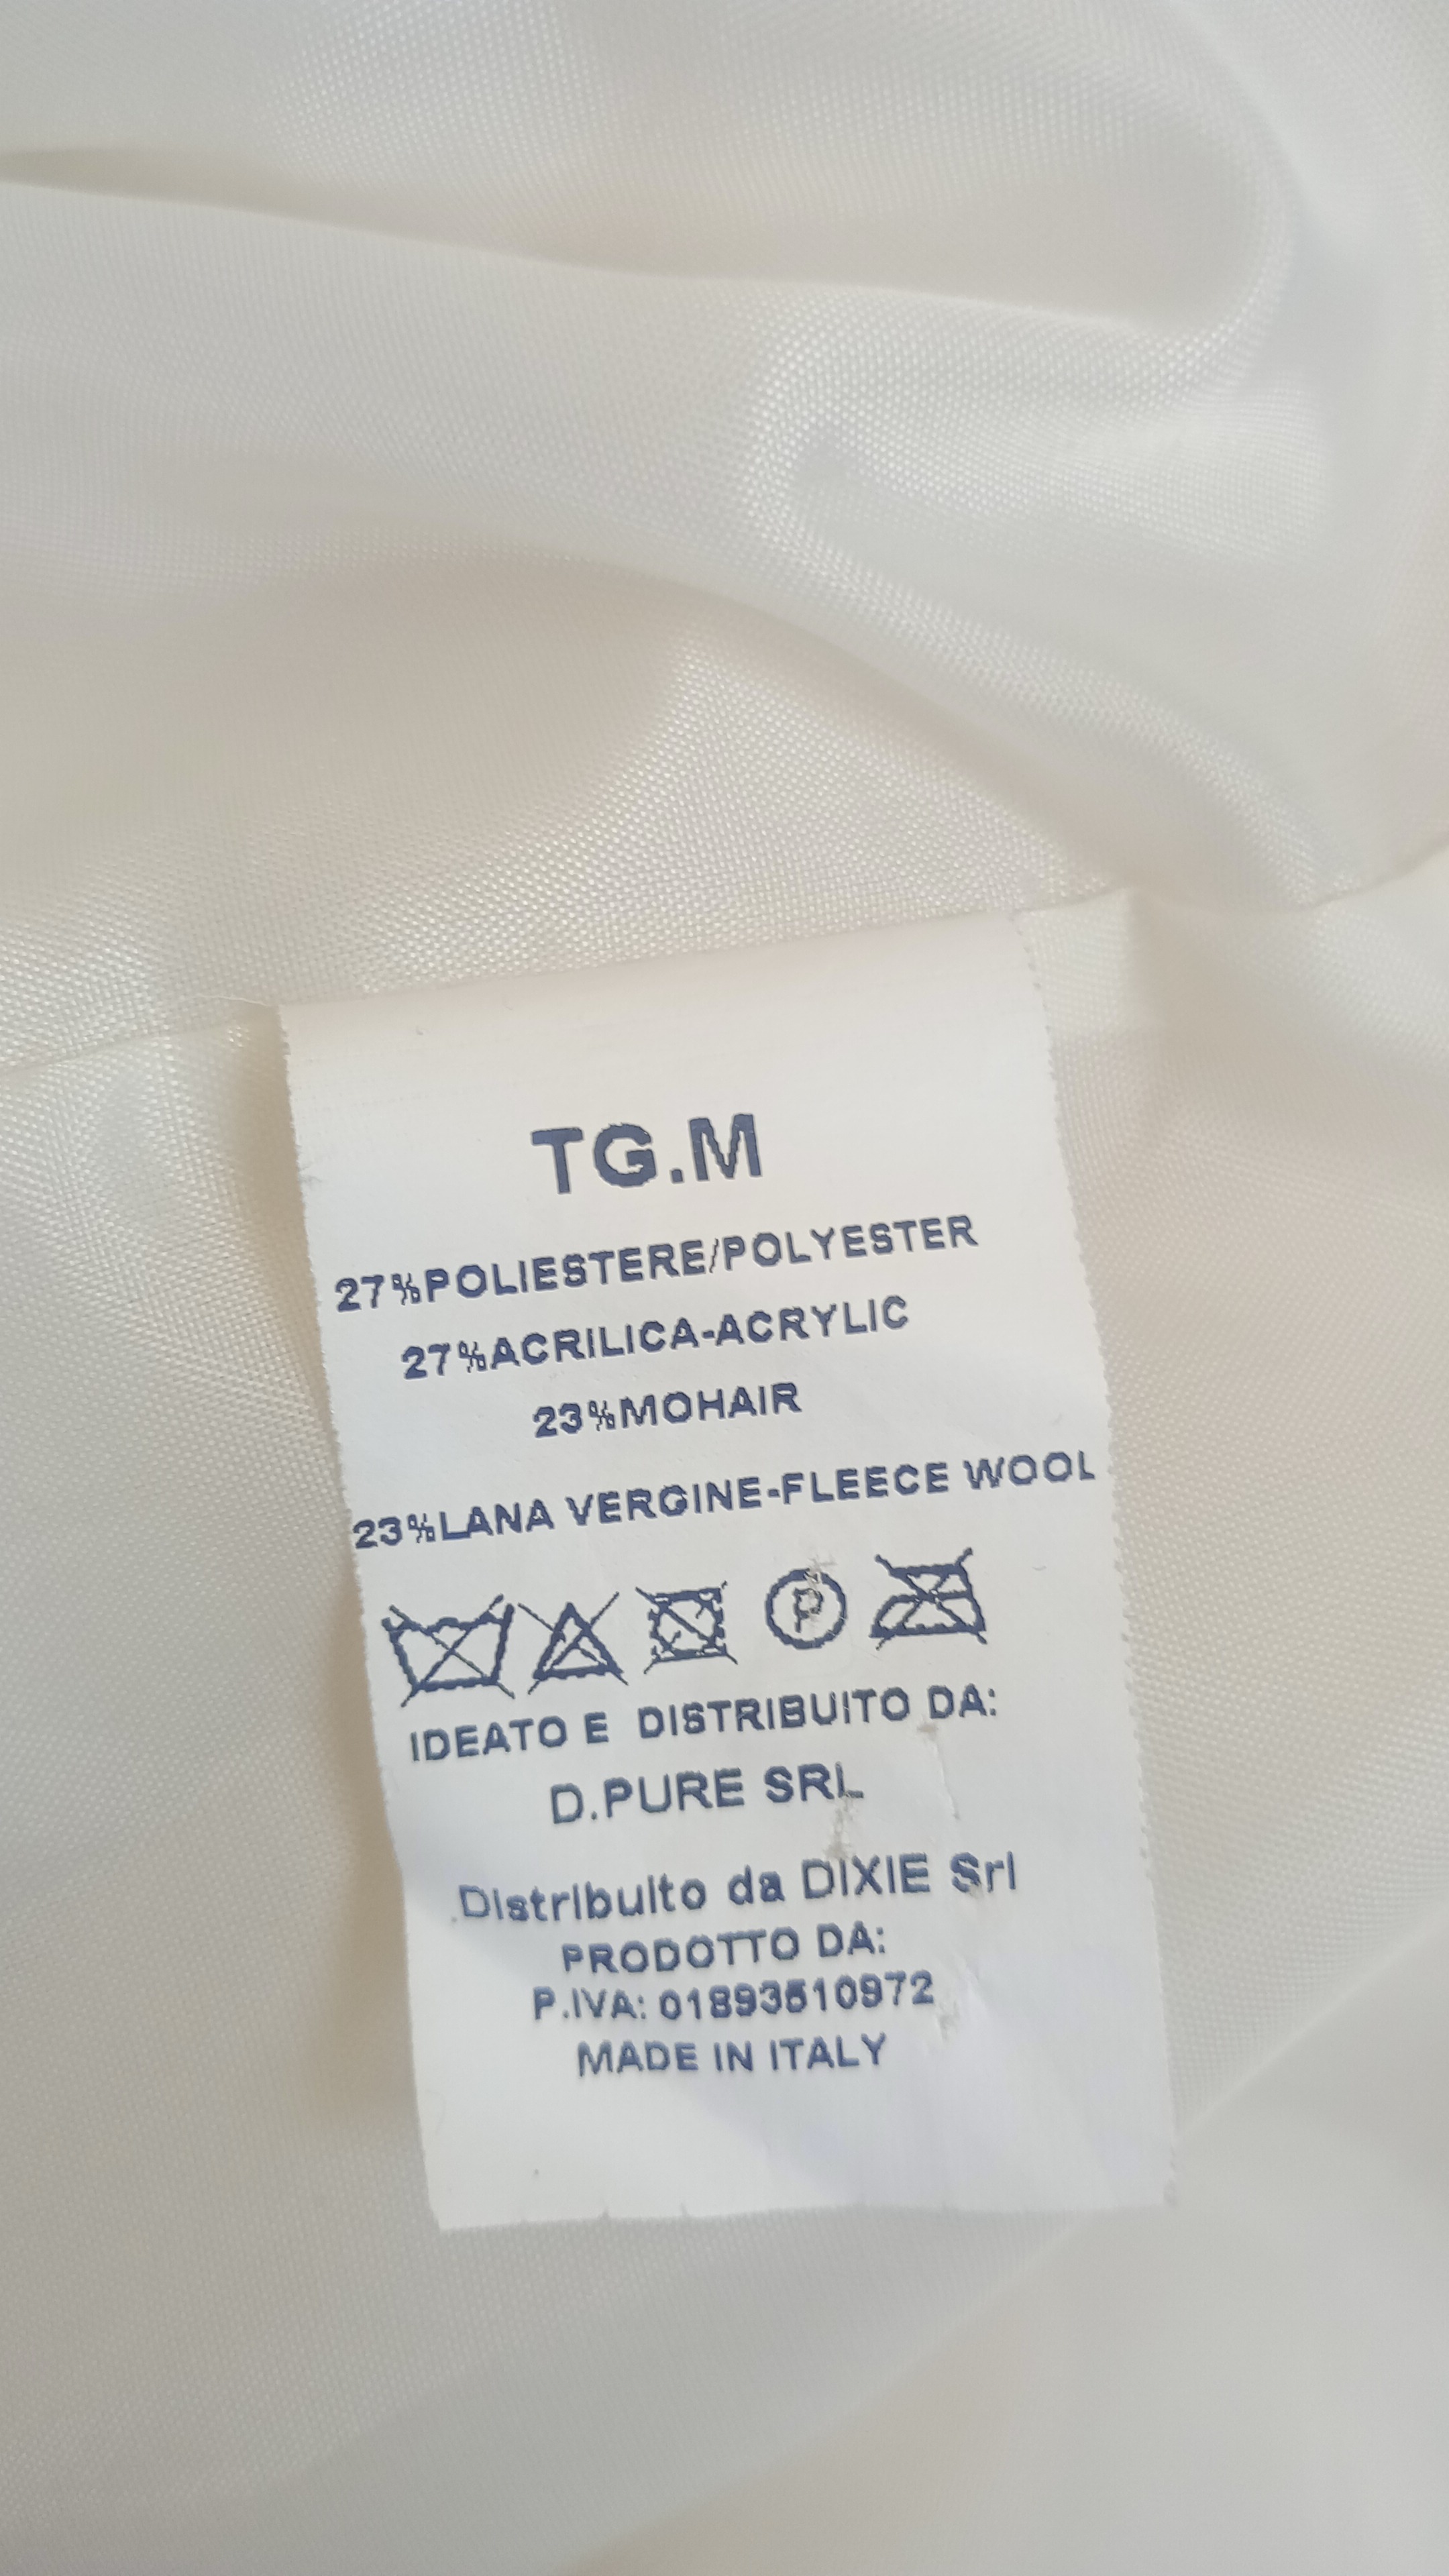 TG.M
27%POLIESTERE/POLYESTER
27%ACRILICA-ACRYLIC
23%MOHAIR
23%LANA VERGINE-FLEECE WOOL
P
IDEATO E DISTRIBUITO DA:
D.PURE SRL
Distribuito da DIXIE Srl
PRODOTTO DA:
P.IVA: 01893510972
MADE IN ITALY